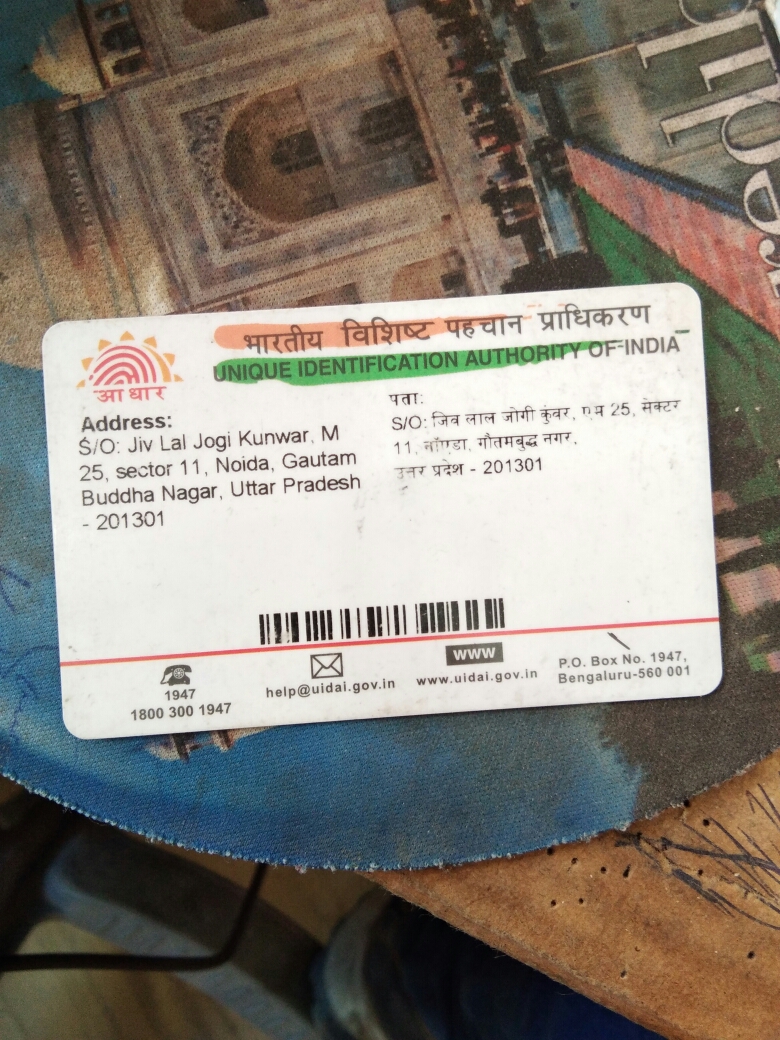 भारतीय विशिष्ट पहचान प्राधिकरण
UNIQUE IDENTIFICATION AUTHORITY OF INDIA
आधार
Address:
S/O: Jiv Lal Jogi Kunwar, M
25, sector 11, Noida, Gautam
Buddha Nagar, Uttar Pradesh
- 201301
पता:
S/O: जिव लाल जोगी कुंवर, एम 25, सेक्टर
11, नॉएडा, गौतमबुद्ध नगर,
उत्तर प्रदेश - 201301
1947
1800 300 1947
help@uidai.gov.in
www
www.uidai.gov.in
P.O. Box No. 1947,
Bengaluru-560 001